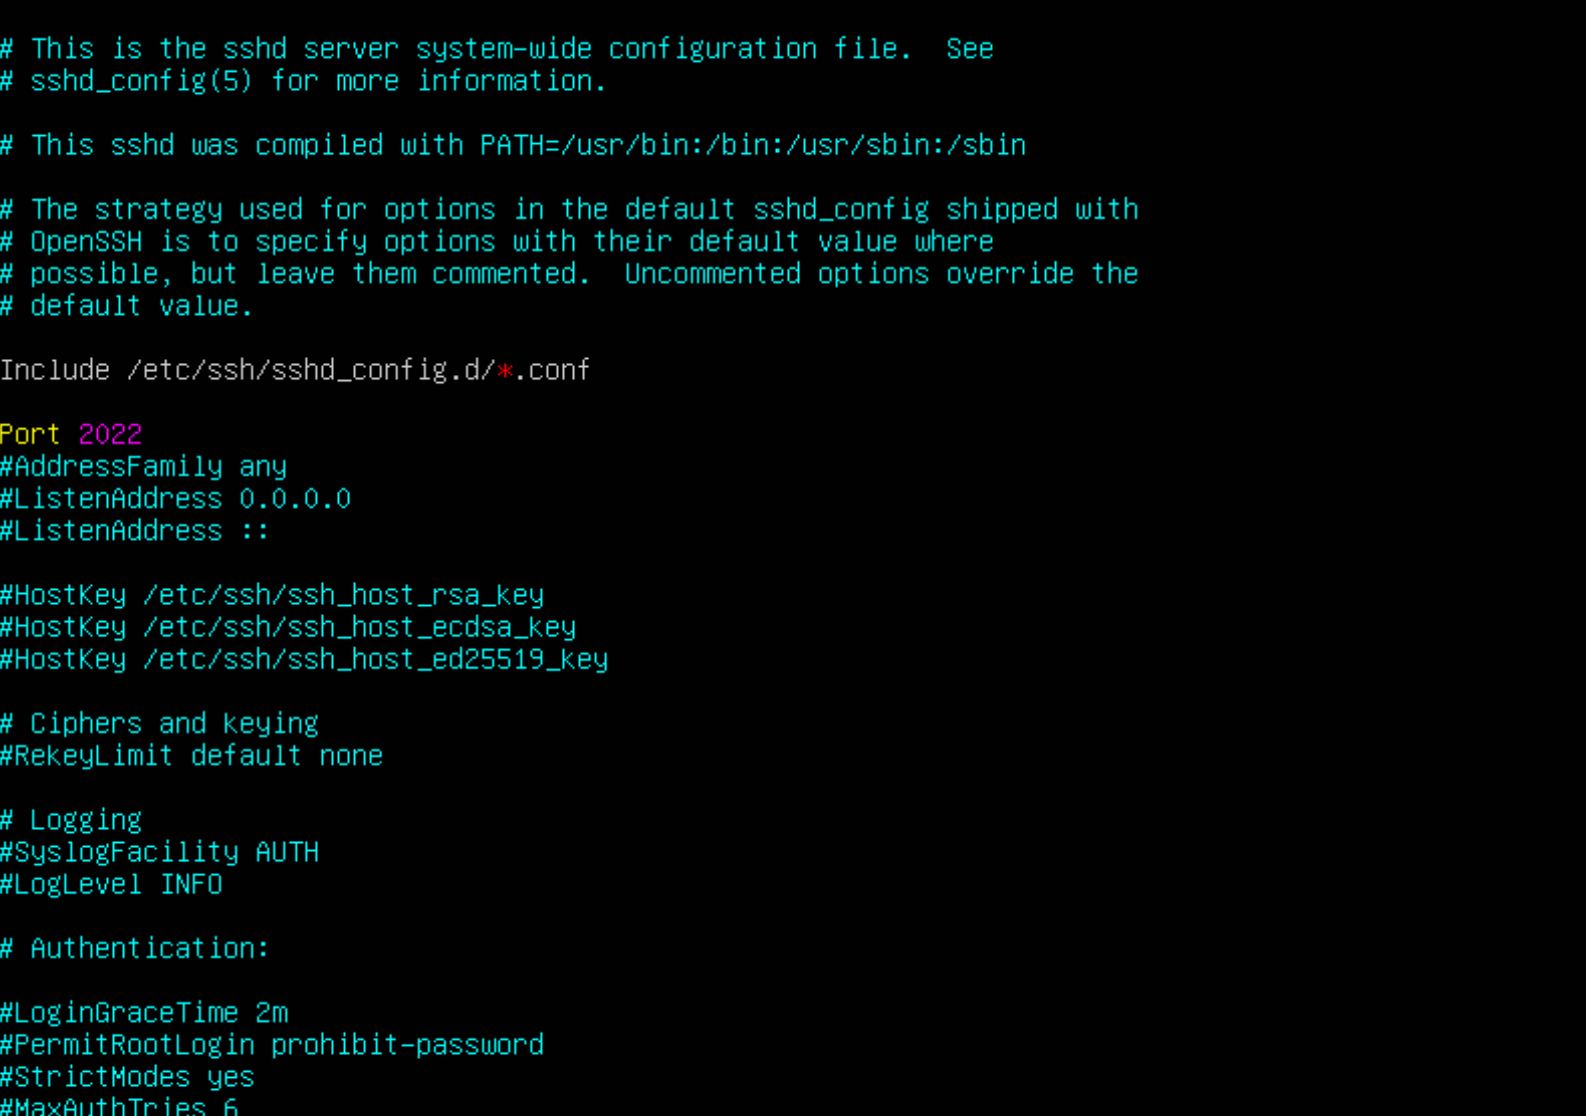 # This is the sshd server system-wide configuration file.  See
# sshd_config(5) for more information.
# This sshd was compiled with PATH=/usr/bin:/bin:/usr/sbin:/sbin
# The strategy used for options in the default sshd_config shipped with
# OpenSSH is to specify options with their default value where
# possible, but leave them commented.  Uncommented options override the
# default value.
Include /etc/ssh/sshd_config.d/*.conf
Port 2022
#AddressFamily any
#ListenAddress 0.0.0.0
#ListenAddress ::
#HostKey /etc/ssh/ssh_host_rsa_key
#HostKey /etc/ssh/ssh_host_ecdsa_key
#HostKey /etc/ssh/ssh_host_ed25519_key
# Ciphers and keying
#RekeyLimit default none
# Logging
#SyslogFacility AUTH
#LogLevel INFO
# Authentication:
#LoginGraceTime 2m
#PermitRootLogin prohibit-password
#StrictModes yes
#MaxAuthTries 6